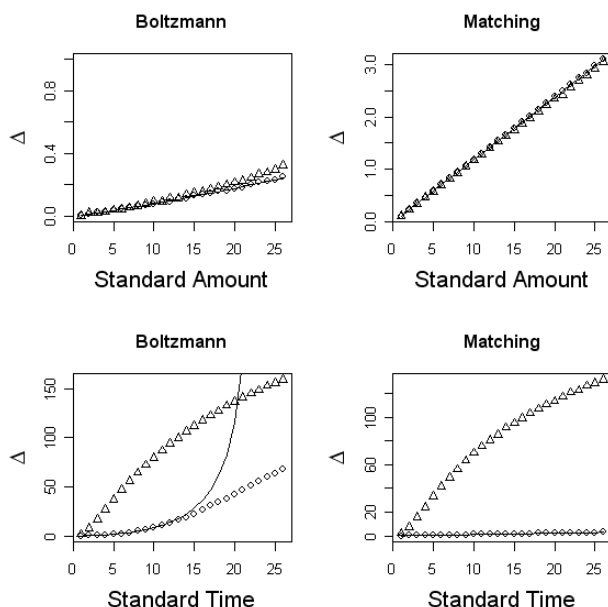 Boltzmann
Δ
0.0 0.4 0.8
0 5 10 15 20 25
Standard Amount
Matching
Δ
0.0 1.0 2.0 3.0
0 5 10 15 20 25
Standard Amount
Boltzmann
Δ
0 50 100 150
0 5 10 15 20 25
Standard Time
Matching
Δ
0 20 60 100
0 5 10 15 20 25
Standard Time